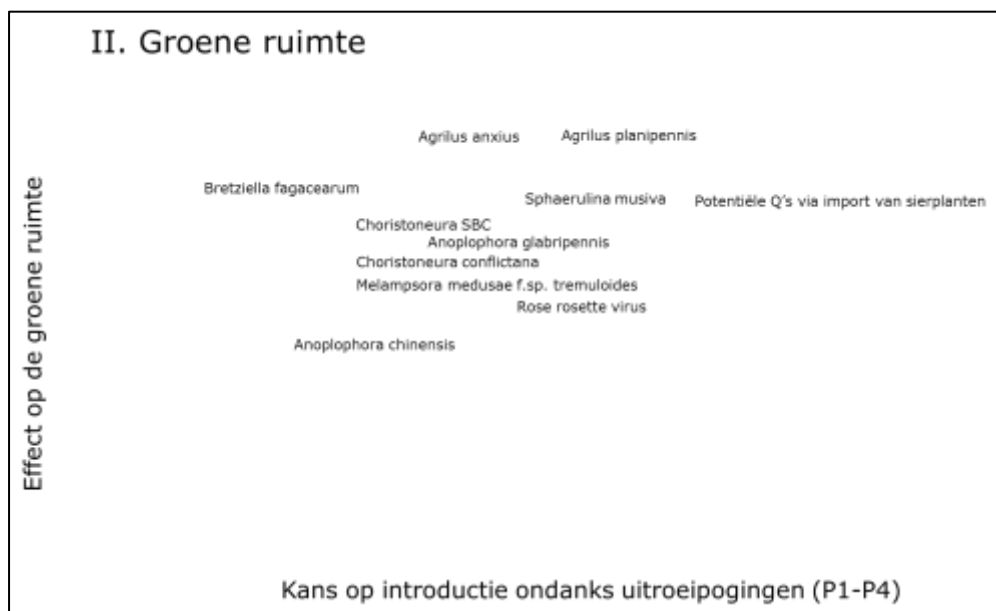 II. Groene ruimte
Agrilus anxius
Agrilus planipennis
Bretziella fagacearum
Sphaerulina musiva
Potentiële Q's via import van sierplanten
Choristoneura SBC
Anoplophora glabripennis
Choristoneura conflictana
Melampsora medusae f.sp. tremuloides
Rose rosette virus
Anoplophora chinensis
Effect op de groene ruimte
Kans op introductie ondanks uitroeipogingen (P1-P4)